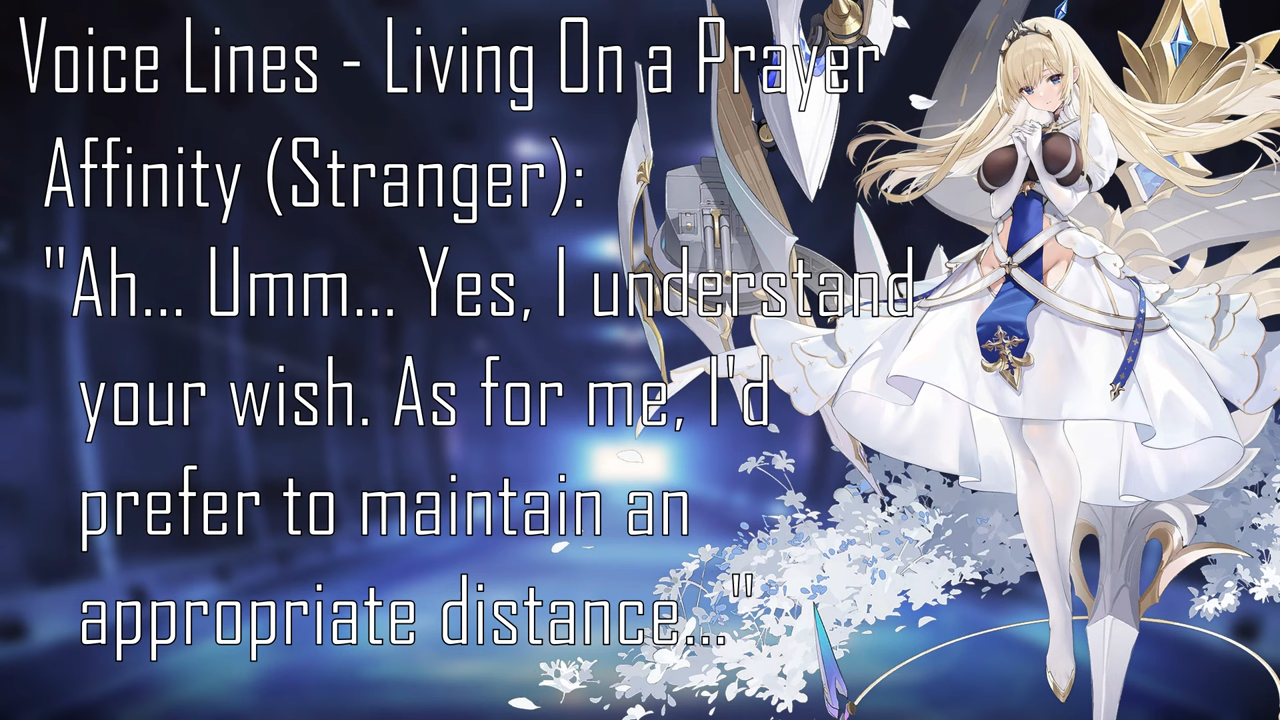 Voice Lines - Living On a Prayer
Affinity (Stranger):
"Ah... Umm... Yes, I understand
your wish. As for me, I'd
prefer to maintain an
appropriate distance..."